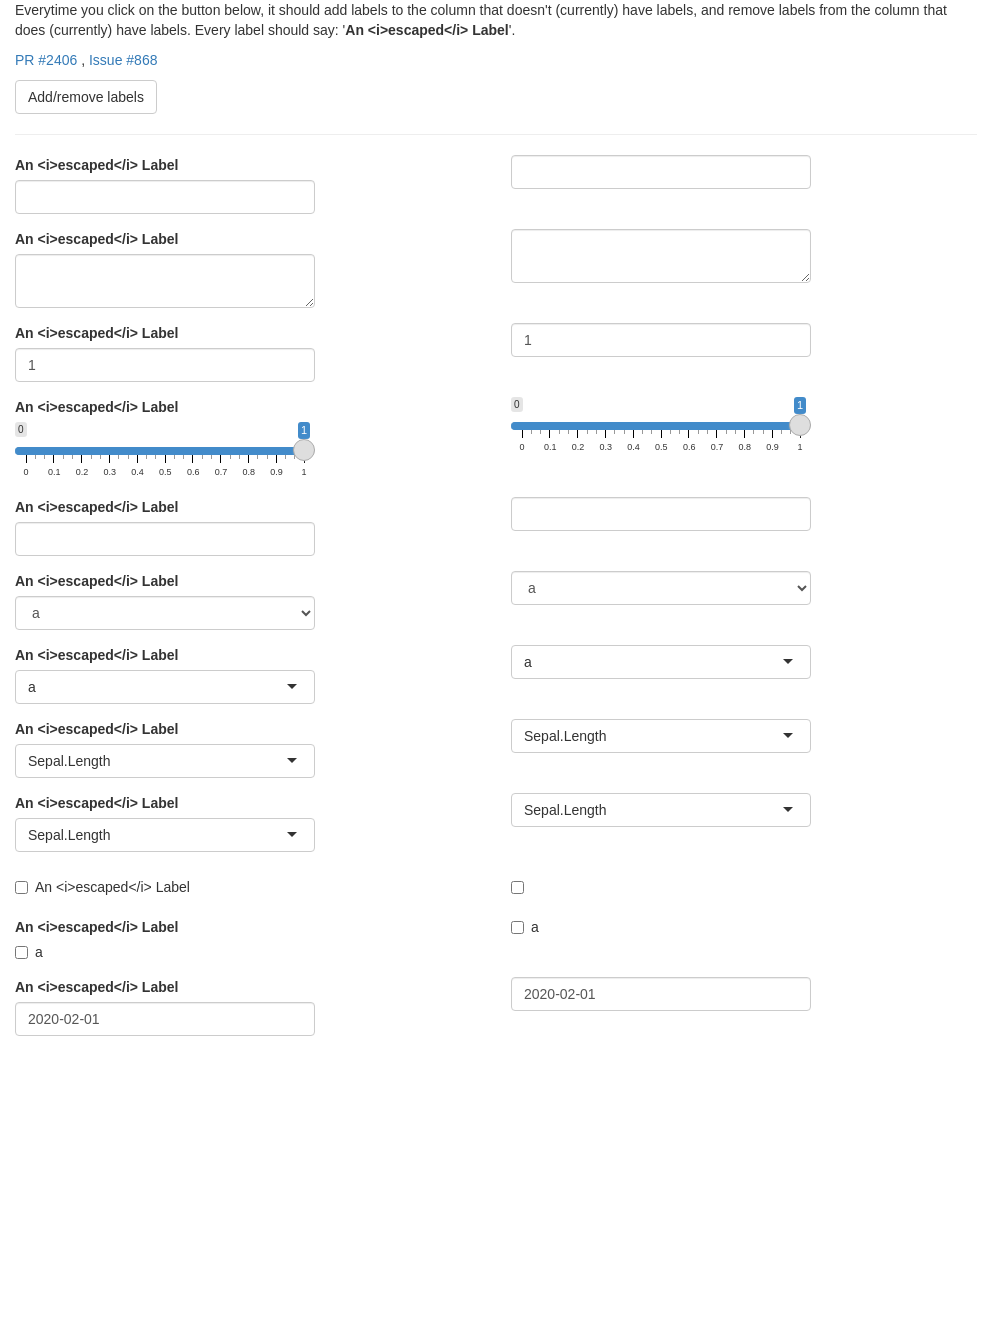 Everytime you click on the button below, it should add labels to the column that doesn't (currently) have labels, and remove labels from the column that
does (currently) have labels. Every label should say: 'An <i>escaped</i> Label'.
PR #2406 , Issue #868
Add/remove labels
An <i>escaped</i> Label
An <i>escaped</i> Label
An <i>escaped</i> Label
1
1
An <i>escaped</i> Label
0 1
0 1
0 0.1 0.2 0.3 0.4 0.5 0.6 0.7 0.8 0.9 1
0 0.1 0.2 0.3 0.4 0.5 0.6 0.7 0.8 0.9 1
An <i>escaped</i> Label
An <i>escaped</i> Label
a
a
An <i>escaped</i> Label
a
a
An <i>escaped</i> Label
Sepal.Length
Sepal.Length
An <i>escaped</i> Label
Sepal.Length
Sepal.Length
An <i>escaped</i> Label
An <i>escaped</i> Label
a
a
An <i>escaped</i> Label
2020-02-01
2020-02-01